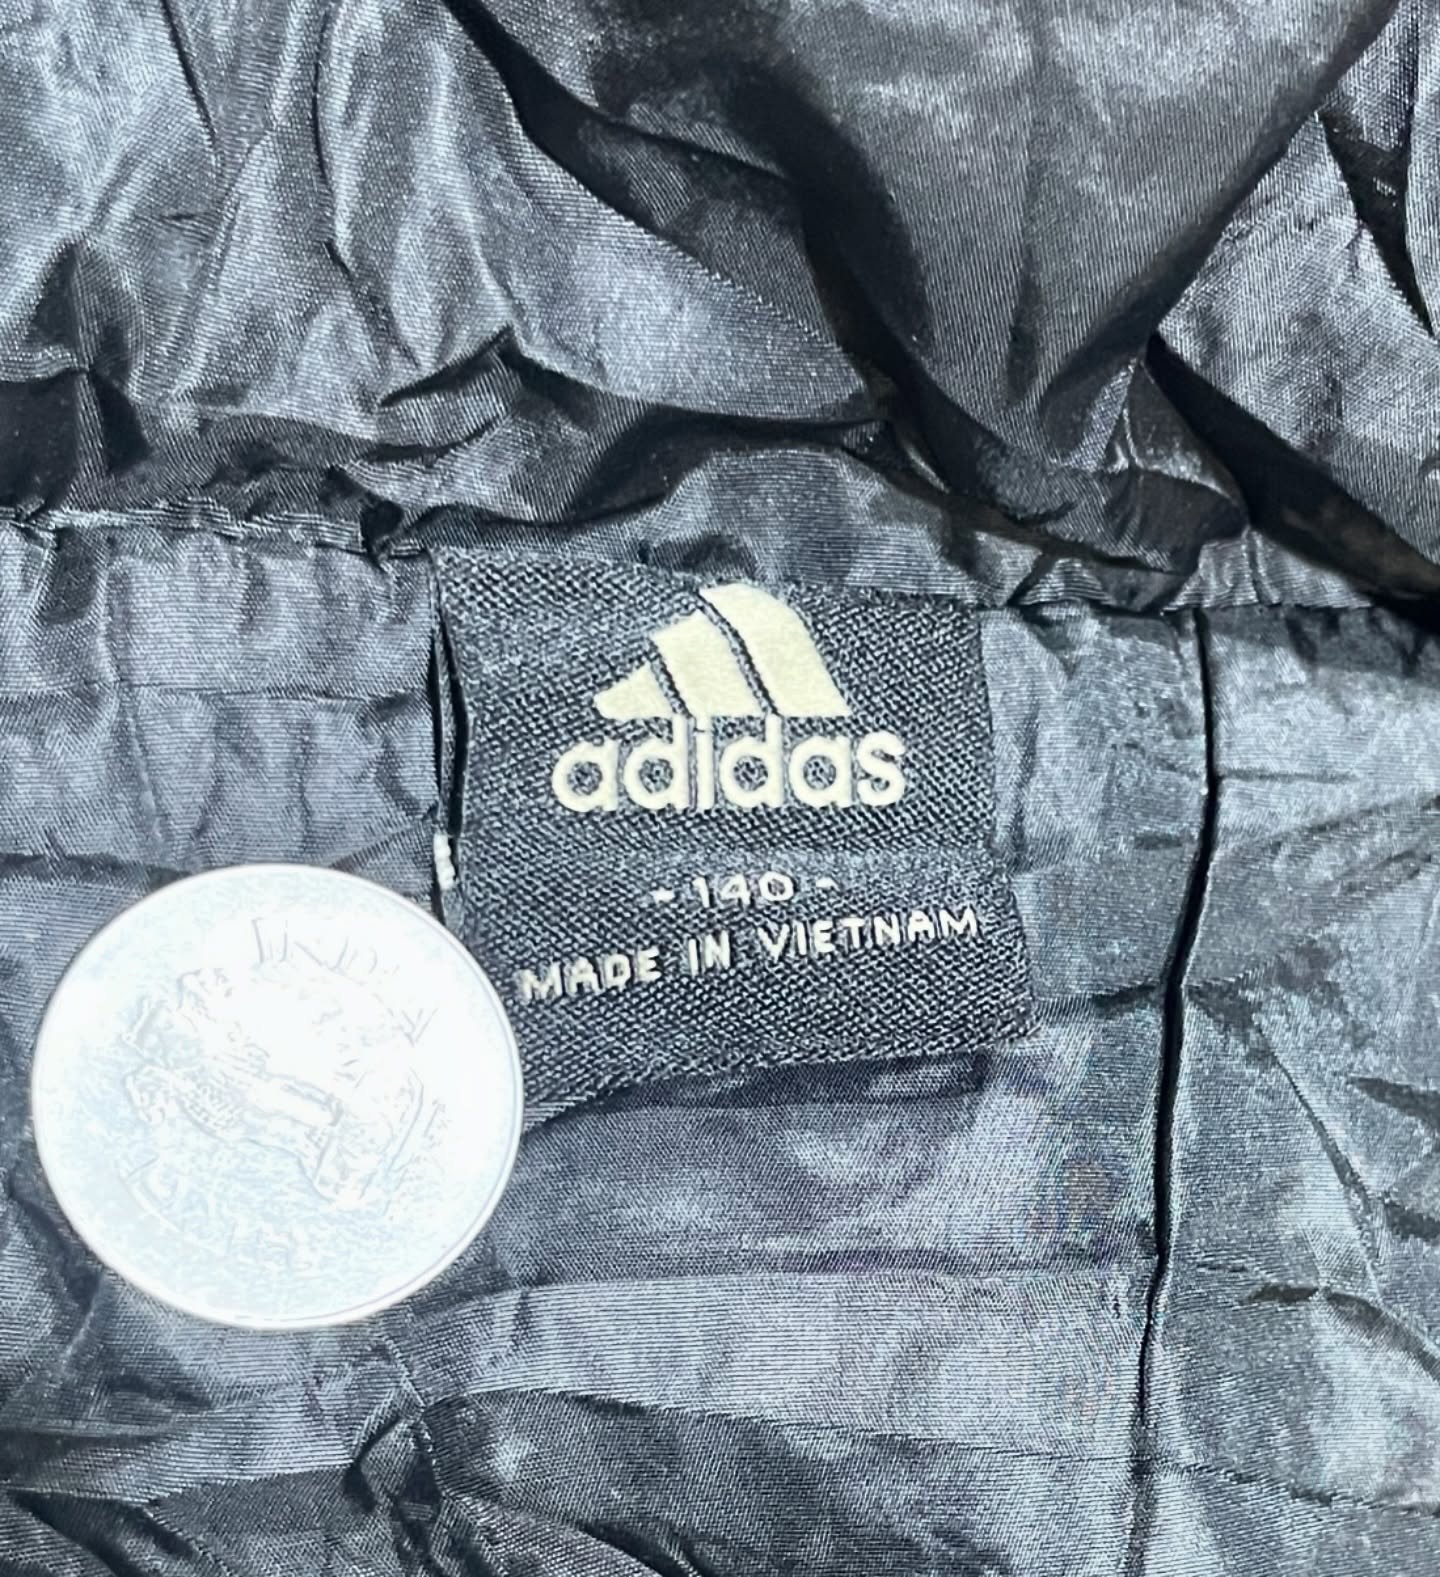 adidas
- 140 -
MADE IN VIETNAM